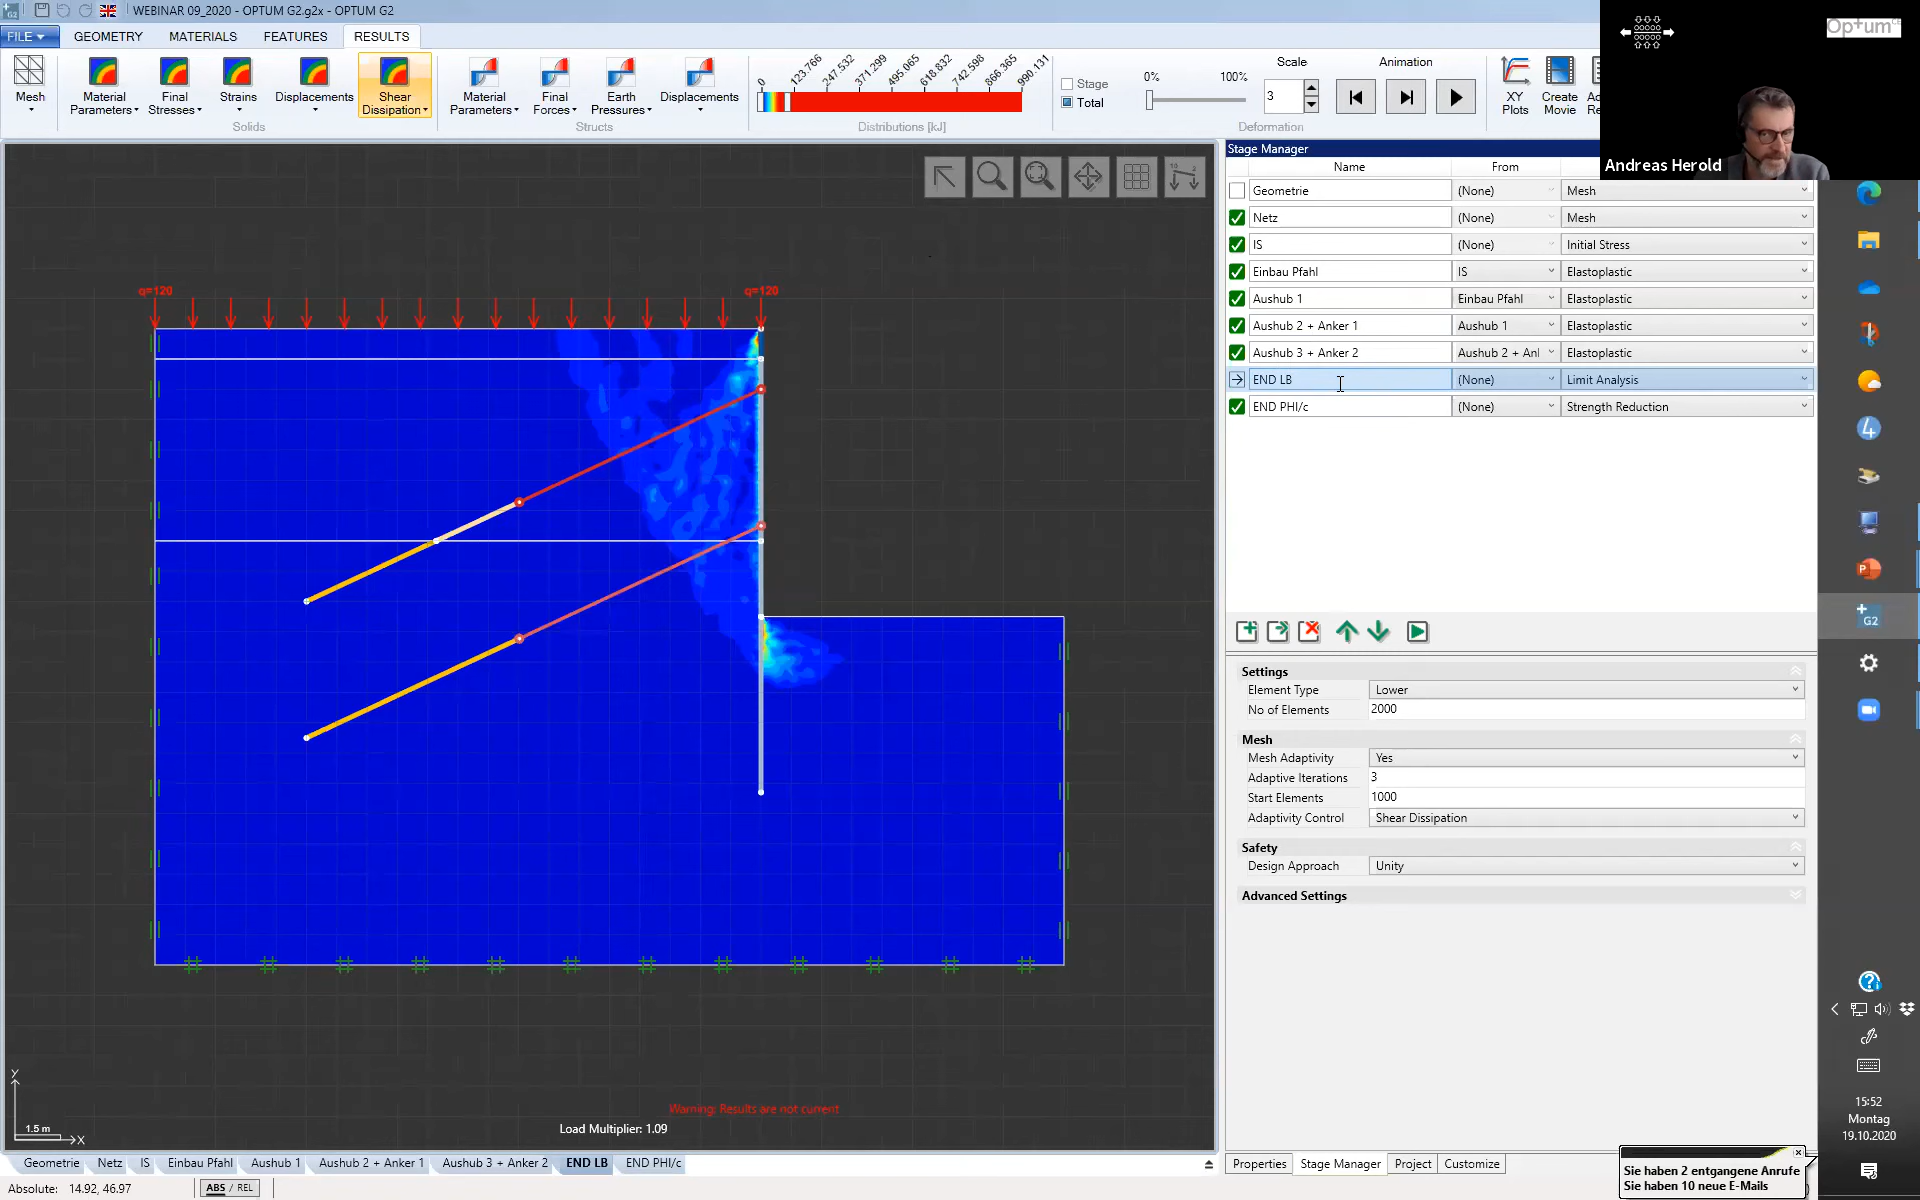 WEBINAR 09_2020 - OPTUM G2.g2x - OPTUM G2
FILE GEOMETRY MATERIALS FEATURES RESULTS
Mesh
Material Parameters
Final Stresses
Strains
Displacements
Shear Dissipation
Solids
Material Parameters
Final Forces
Earth Pressures
Displacements
Structs
0 123.766 247.532 371.299 495.065 618.832 742.598 866.365 990.131
Distributions [kJ]
Stage
Total
0% 100%
Scale
3
Animation
Deformation
XY Plots
Create Movie
Optum
Andreas Herold
q=120 q=120
Warning: Results are not current
Load Multiplier: 1.09
Y
1.5 m
X
Stage Manager
Name From
Geometrie (None) Mesh
Netz (None) Mesh
IS (None) Initial Stress
Einbau Pfahl IS Elastoplastic
Aushub 1 Einbau Pfahl Elastoplastic
Aushub 2 + Anker 1 Aushub 1 Elastoplastic
Aushub 3 + Anker 2 Aushub 2 + Anl Elastoplastic
END LB (None) Limit Analysis
END PHI/c (None) Strength Reduction
Settings
Element Type Lower
No of Elements 2000
Mesh
Mesh Adaptivity Yes
Adaptive Iterations 3
Start Elements 1000
Adaptivity Control Shear Dissipation
Safety
Design Approach Unity
Advanced Settings
Properties Stage Manager Project Customize
Geometrie Netz IS Einbau Pfahl Aushub 1 Aushub 2 + Anker 1 Aushub 3 + Anker 2 END LB END PHI/c
Absolute: 14.92, 46.97 ABS / REL
G2
15:52
Montag
19.10.2020
Sie haben 2 entgangene Anrufe
Sie haben 10 neue E-Mails